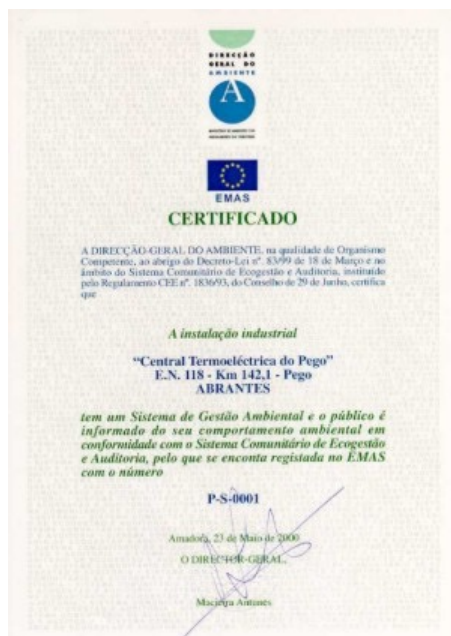 DIRECÇÃO
GERAL DO
AMBIENTE
A
EMAS
CERTIFICADO
A DIRECÇÃO-GERAL DO AMBIENTE, na qualidade de Organismo
Competente, ao abrigo do Decreto-Lei nº. 83/99 de 18 de Março e no
âmbito do Sistema Comunitário de Ecogestão e Auditoria, instituído
pelo Regulamento CEE nº. 1836/93, do Conselho de 29 de Junho, certifica
que
A instalação industrial
“Central Termoeléctrica do Pego”
E.N. 118 - Km 142,1 - Pego
ABRANTES
tem um Sistema de Gestão Ambiental e o público é
informado do seu comportamento ambiental em
conformidade com o Sistema Comunitário de Ecogestão
e Auditoria, pelo que se enconta registada no EMAS
com o número
P-S-0001
Amadora, 23 de Maio de 2000
O DIRECTOR-GERAL,
Macieira Antunes